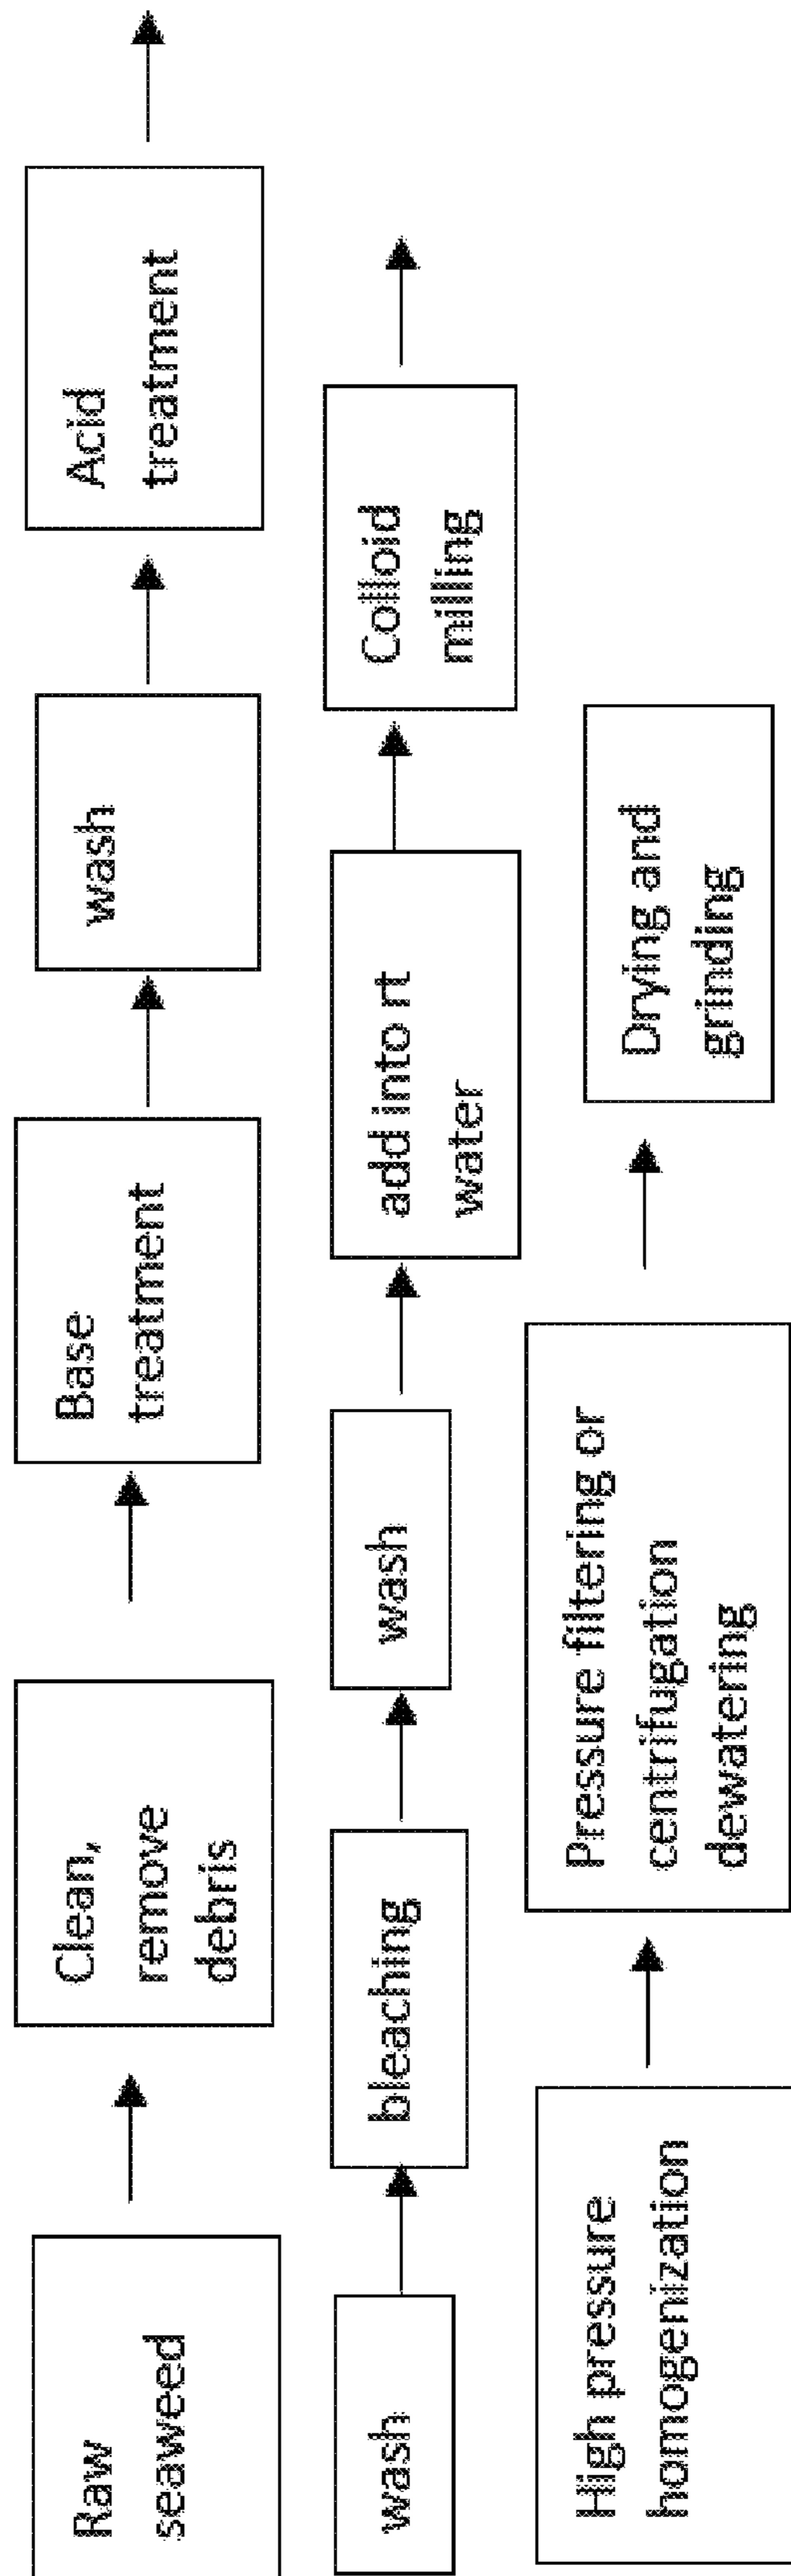 Raw
seaweed
Clean,
remove
debris
Base
treatment
wash
Acid
treatment
wash
bleaching
wash
add into rt
water
Colloid
milling
High pressure
homogenization
Pressure filtering or
centrifugation
dewatering
Drying and
grinding